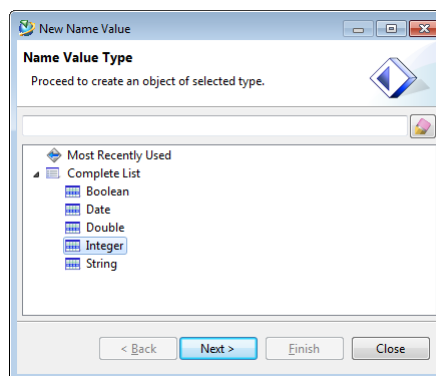 New Name Value
Name Value Type
Proceed to create an object of selected type.
Most Recently Used
Complete List
Boolean
Date
Double
Integer
String
< Back Next > Finish Close